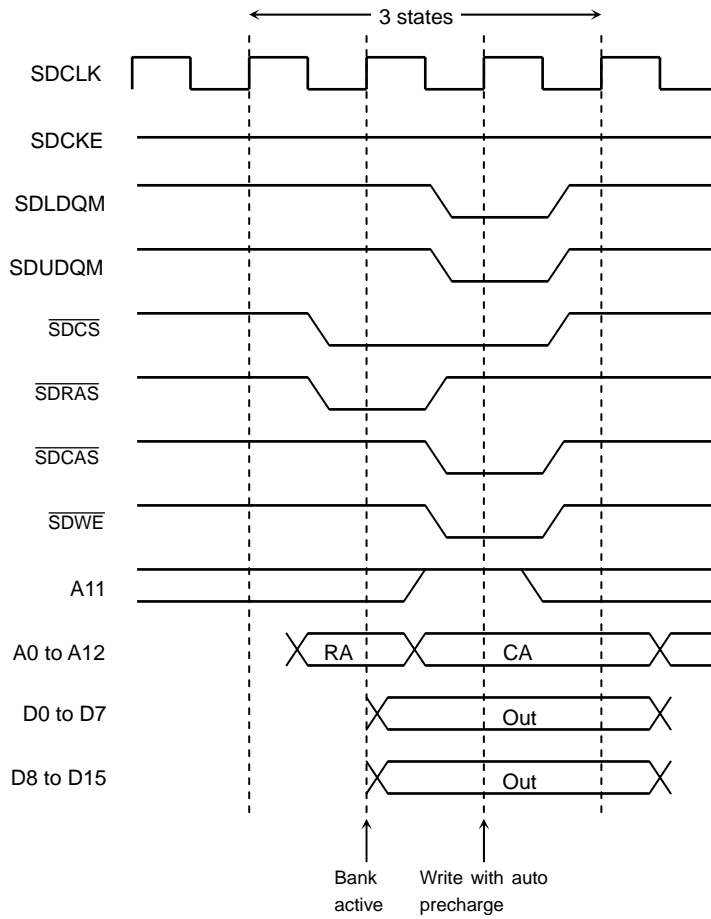 3 states
SDCLK
SDCKE
SDLDQM
SDUDQM
SDCS
SDRAS
SDCAS
SDWE
A11
A0 to A12 RA CA
D0 to D7 Out
D8 to D15 Out
Bank active
Write with auto precharge